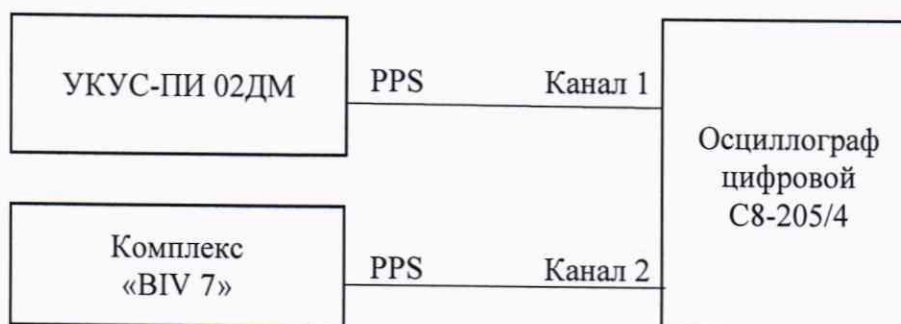 УКУС-ПИ 02ДМ
PPS
Канал 1
Осциллограф
цифровой
С8-205/4
Комплекс
«BIV 7»
PPS
Канал 2